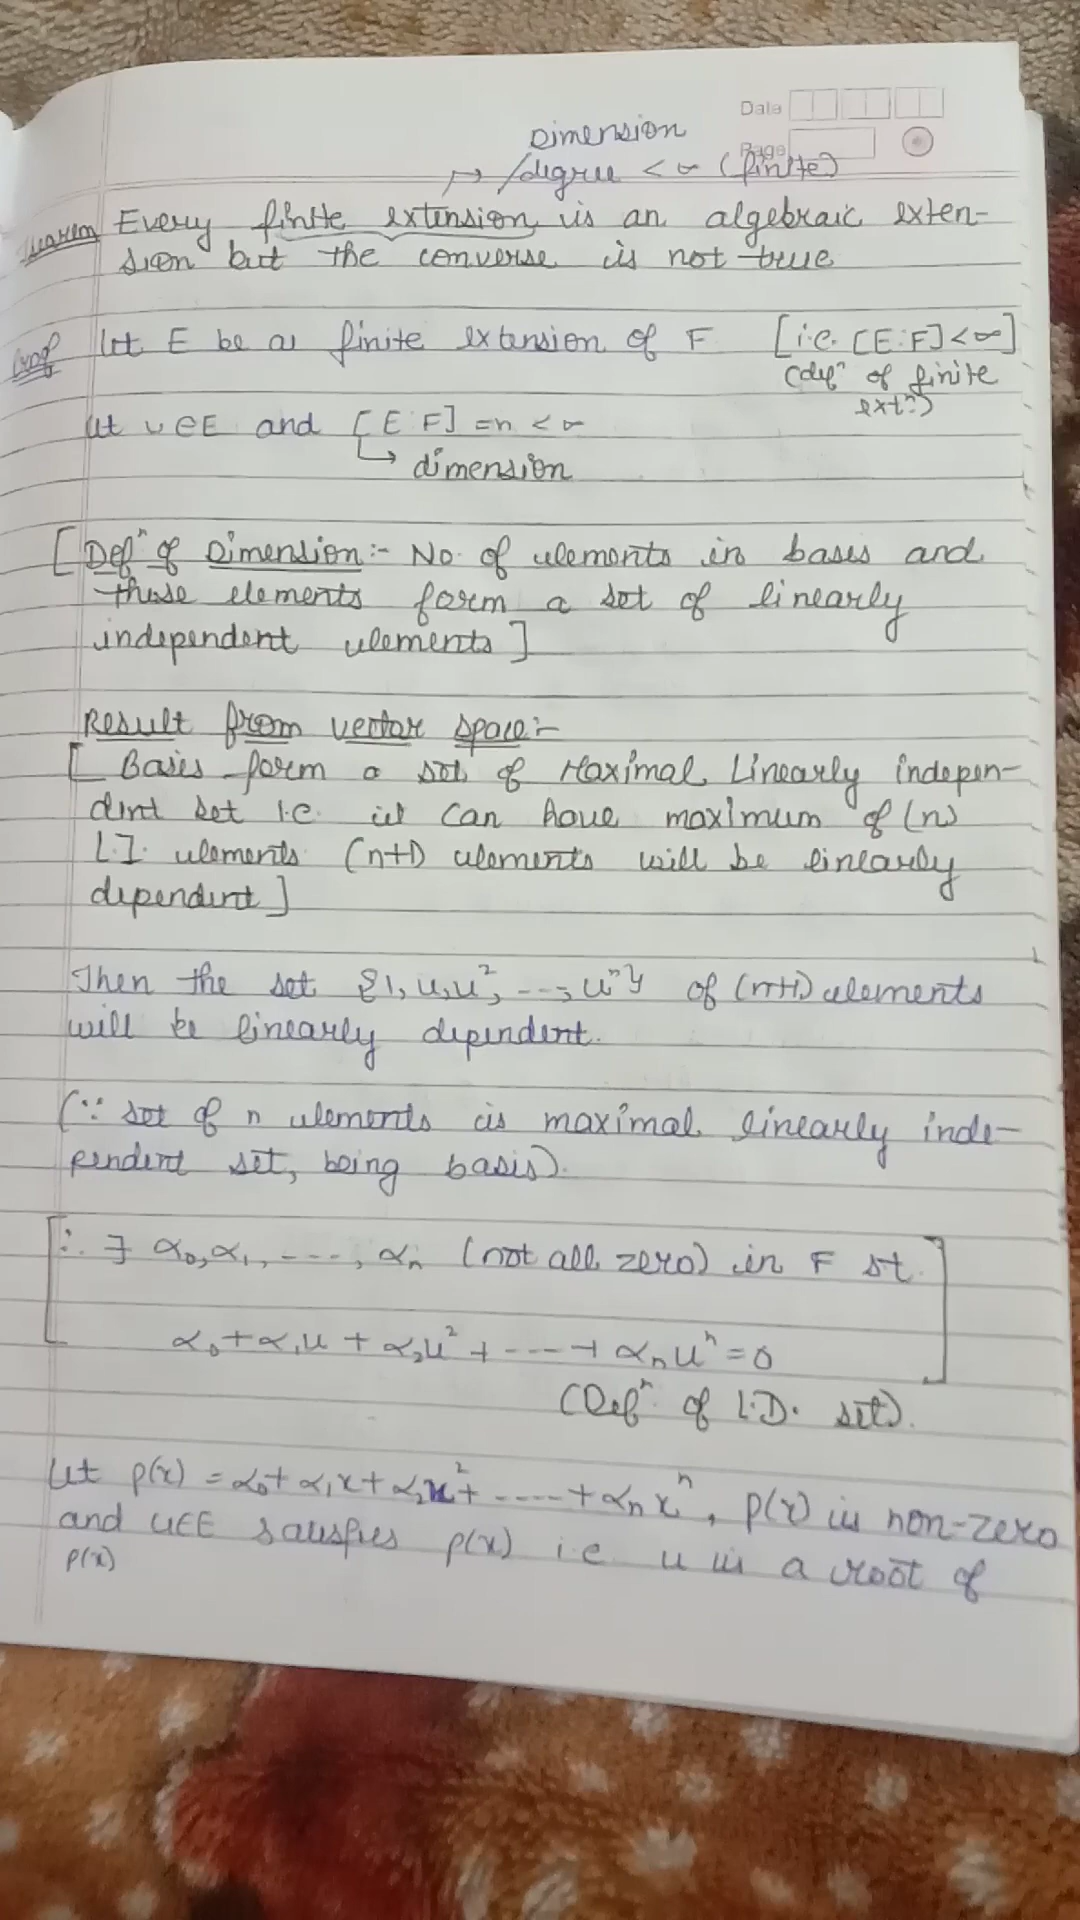 Date
Page
Dimension
/degree < ∞ (finite)
Theorem Every finite extension is an algebraic exten-
sion but the converse is not true
Proof Let E be a finite extension of F [i.e. [E:F] < ∞]
(defⁿ of finite
extⁿ)
Let u ∈ E and [E:F] = n < ∞
↳ dimension
[Defⁿ of Dimension:- No. of elements in basis and
these elements form a set of linearly
independent elements]
Result from vector space:-
[Basis form a set of Maximal Linearly indepen-
dent set i.e. it can have maximum of (n)
L.I. elements (n+1) elements will be linearly
dependent]
Then the set {1, u, u², ---, uⁿ} of (n+1) elements
will be linearly dependent.
(∵ set of n elements is maximal linearly inde-
pendent set, being basis).
[∴ ∃ α₀, α₁, ---, αₙ (not all zero) in F st.
α₀ + α₁u + α₂u² + ---- + αₙuⁿ = 0]
(Defⁿ of L.D. set).
Let p(x) = α₀ + α₁x + α₂x² + ----- + αₙxⁿ, p(x) is non-zero
and u∈E satisfies p(x) i.e u is a root of
p(x)